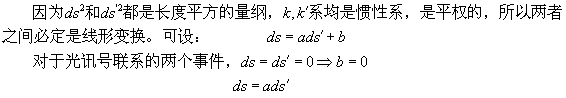 因为ds²和ds'²都是长度平方的量纲，k,k'系均是惯性系，是平权的，所以两者
之间必定是线形变换。可设： ds = ads' + b
对于光讯号联系的两个事件，ds = ds' = 0 ⇒ b = 0
ds = ads'